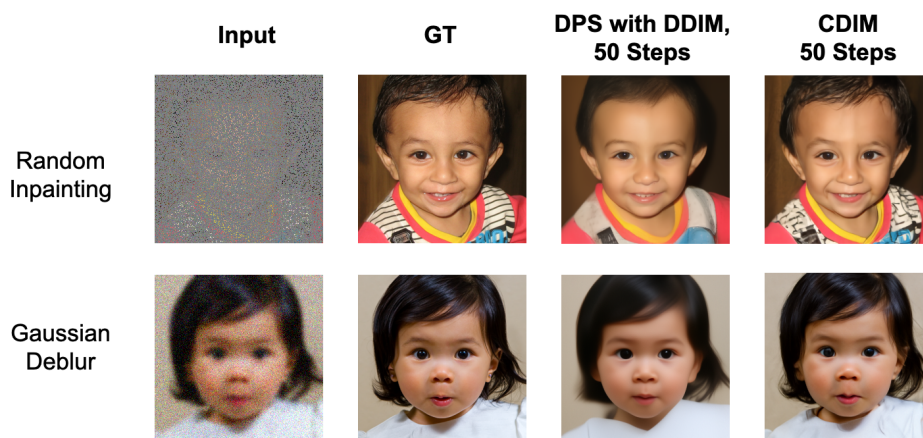 Input
GT
DPS with DDIM,
50 Steps
CDIM
50 Steps
Random
Inpainting
Gaussian
Deblur